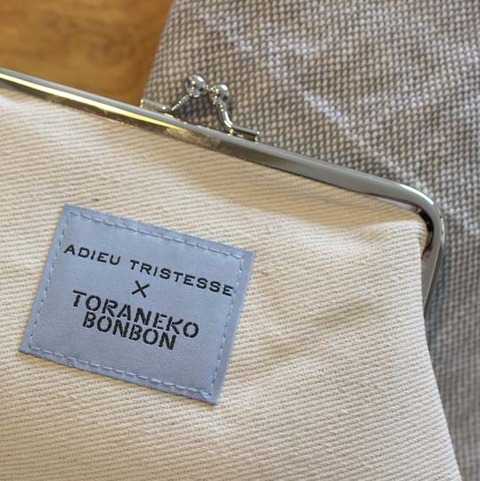 ADIEU TRISTESSE
×
TORANEKO
BONBON